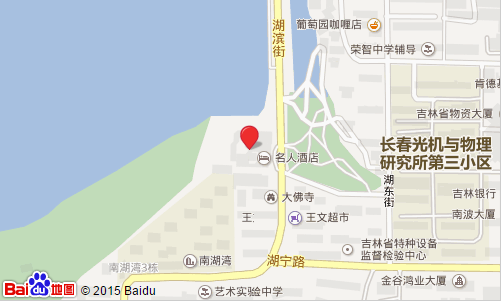 葡萄园咖喱店
湖滨街
荣智中学辅导
肯德基
吉林省物资大厦
长春光机与物理
研究所第三小区
名人酒店
湖东街
大佛寺
吉林银行
王
王文超市
南波大厦
吉林省特种设备
监督检验中心
南湖湾3栋
南湖湾
湖宁路
金谷鸿业大厦
艺术实验中学
Baidu地图
© 2015 Baidu